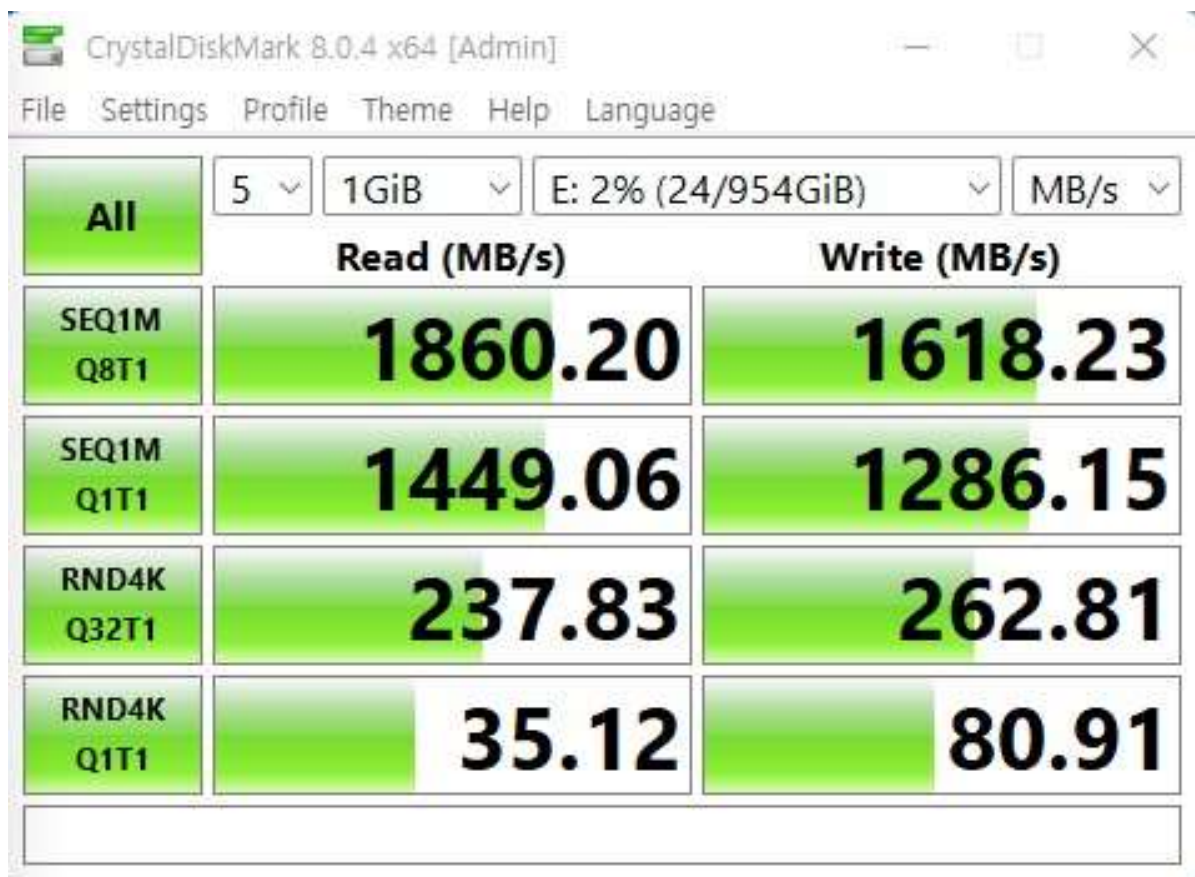 CrystalDiskMark 8.0.4 x64 [Admin]
File Settings Profile Theme Help Language
All 5 1GiB E: 2% (24/954GiB) MB/s
Read (MB/s) Write (MB/s)
SEQ1M
Q8T1 1860.20 1618.23
SEQ1M
Q1T1 1449.06 1286.15
RND4K
Q32T1 237.83 262.81
RND4K
Q1T1 35.12 80.91